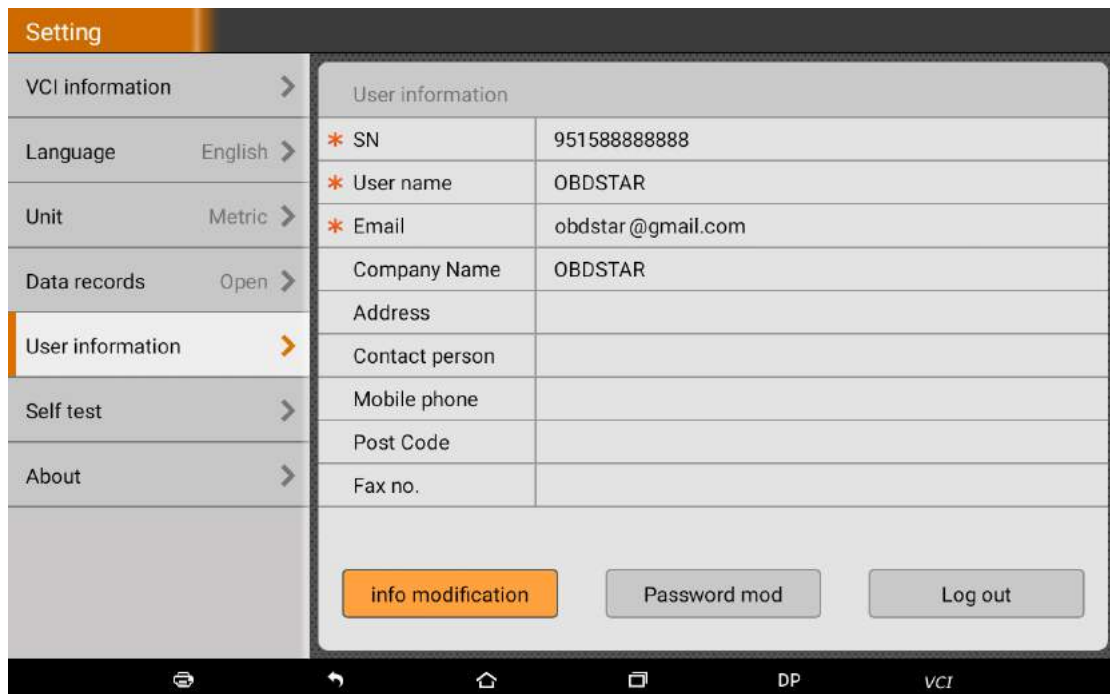 Setting
VCI information
Language English
Unit Metric
Data records Open
User information
Self test
About
User information
* SN 951588888888
* User name OBDSTAR
* Email obdstar@gmail.com
Company Name OBDSTAR
Address
Contact person
Mobile phone
Post Code
Fax no.
info modification Password mod Log out
DP VCI